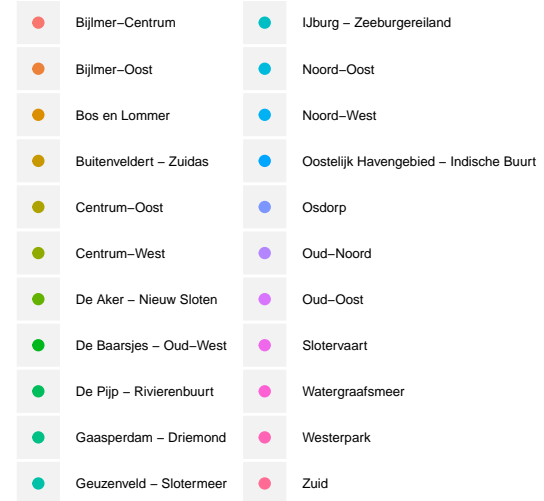 Bijlmer−Centrum
Bijlmer−Oost
Bos en Lommer
Buitenveldert − Zuidas
Centrum−Oost
Centrum−West
De Aker − Nieuw Sloten
De Baarsjes − Oud−West
De Pijp − Rivierenbuurt
Gaasperdam − Driemond
Geuzenveld − Slotermeer
IJburg − Zeeburgereiland
Noord−Oost
Noord−West
Oostelijk Havengebied − Indische Buurt
Osdorp
Oud−Noord
Oud−Oost
Slotervaart
Watergraafsmeer
Westerpark
Zuid